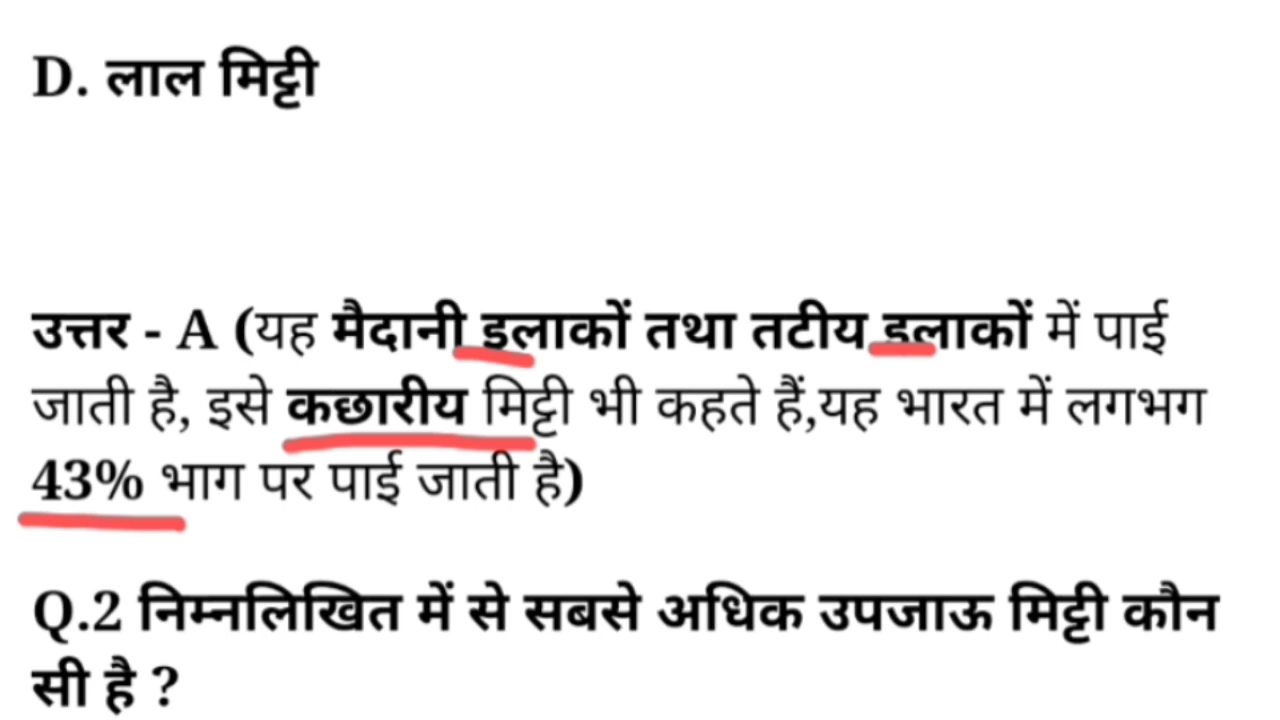 D. लाल मिट्टी
उत्तर - A (यह मैदानी इलाकों तथा तटीय इलाकों में पाई
जाती है, इसे कछारीय मिट्टी भी कहते हैं,यह भारत में लगभग
43% भाग पर पाई जाती है)
Q.2 निम्नलिखित में से सबसे अधिक उपजाऊ मिट्टी कौन
सी है ?